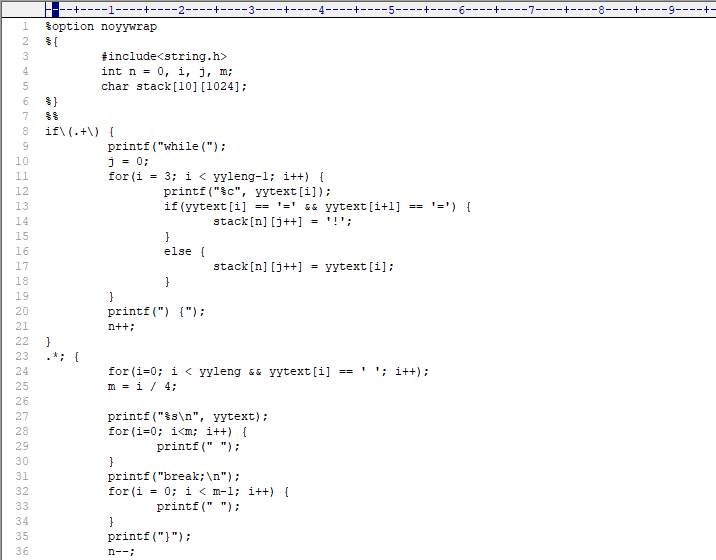 ----+----1----+----2----+----3----+----4----+----5----+----6----+----7----+----8----+----9----+
1 %option noyywrap
2 %{
3         #include<string.h>
4         int n = 0, i, j, m;
5         char stack[10][1024];
6 %}
7 %%
8 if\(.+\) {
9         printf("while(");
10         j = 0;
11         for(i = 3; i < yyleng-1; i++) {
12                 printf("%c", yytext[i]);
13                 if(yytext[i] == '=' && yytext[i+1] == '=') {
14                        stack[n][j++] = '!';
15                 }
16                 else {
17                        stack[n][j++] = yytext[i];
18                 }
19         }
20         printf(") {");
21         n++;
22 }
23 .*; {
24         for(i=0; i < yyleng && yytext[i] == ' '; i++);
25         m = i / 4;
26
27         printf("%s\n", yytext);
28         for(i=0; i<m; i++) {
29                printf(" ");
30         }
31         printf("break;\n");
32         for(i = 0; i < m-1; i++) {
33                printf(" ");
34         }
35         printf("}");
36         n--;